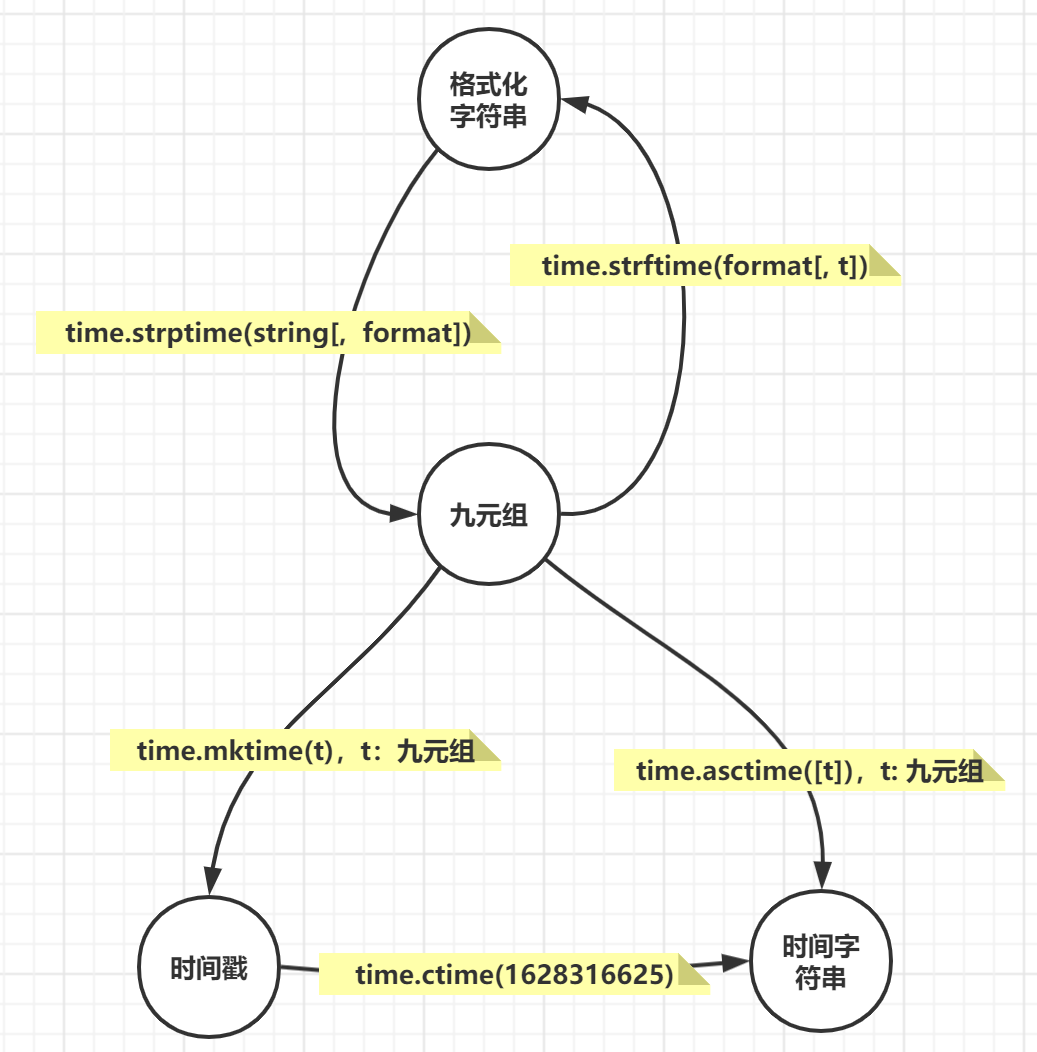 格式化
字符串
time.strftime(format[, t])
time.strptime(string[,  format])
九元组
time.mktime(t)，t：九元组
time.asctime([t])，t: 九元组
时间戳
time.ctime(1628316625)
时间字
符串